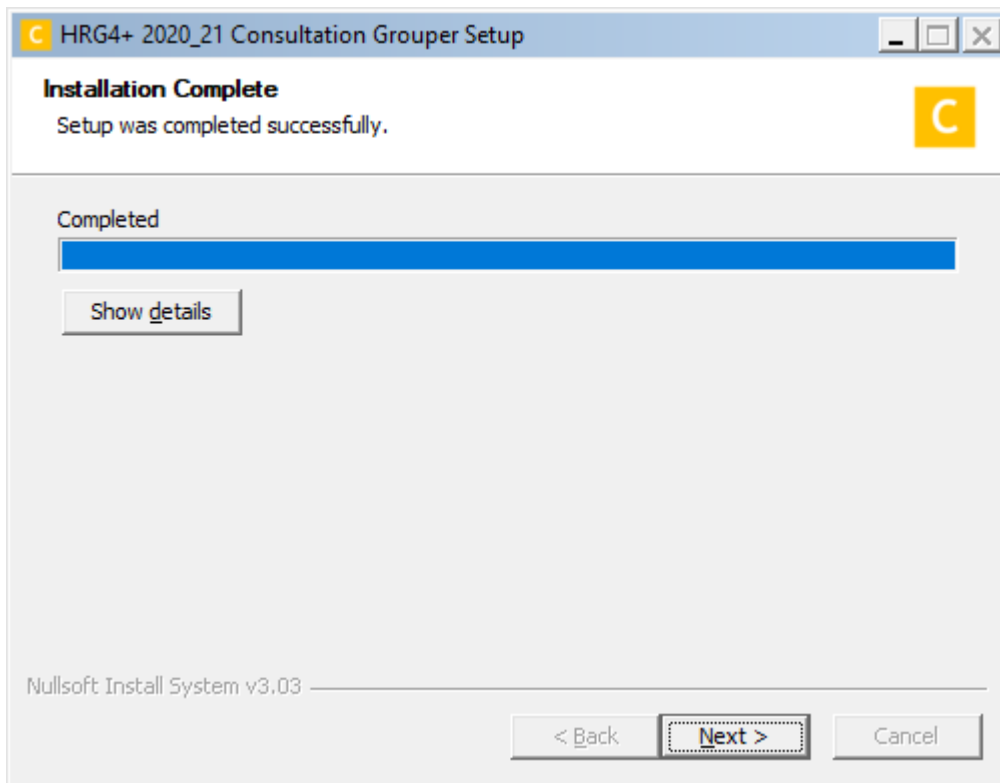 C HRG4+ 2020_21 Consultation Grouper Setup
Installation Complete
Setup was completed successfully.
C
Completed
Show details
Nullsoft Install System v3.03
< Back Next > Cancel